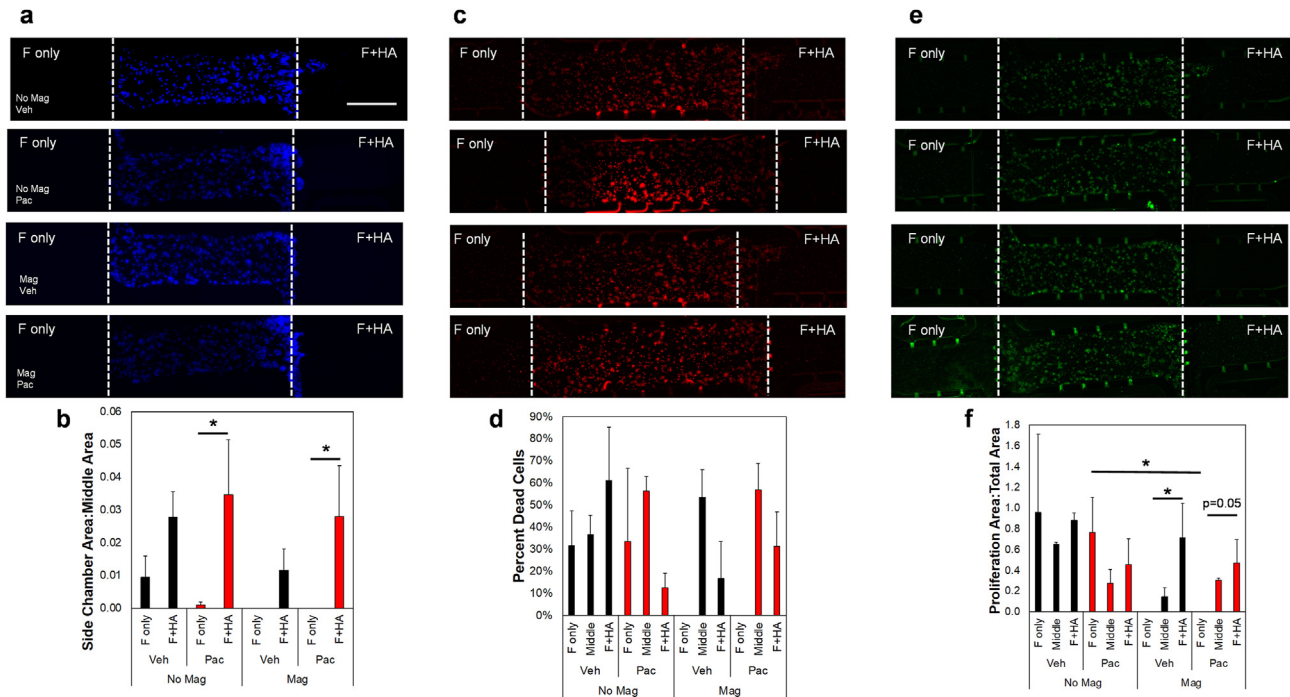 a
F only
F+HA
No Mag
Veh
F only
F+HA
No Mag
Pac
F only
F+HA
Mag
Veh
F only
F+HA
Mag
Pac
c
F only
F+HA
F only
F+HA
F only
F+HA
F only
F+HA
e
F only
F+HA
F only
F+HA
F only
F+HA
F only
F+HA
b
Side Chamber Area:Middle Area
0.06
0.05
0.04
0.03
0.02
0.01
0.00
*
*
F only F+HA F only F+HA F only F+HA F only F+HA
Veh Pac Veh Pac
No Mag Mag
d
Percent Dead Cells
90%
80%
70%
60%
50%
40%
30%
20%
10%
0%
F only Middle F+HA F only Middle F+HA F only Middle F+HA F only Middle F+HA
Veh Pac Veh Pac
No Mag Mag
f
Proliferation Area:Total Area
1.8
1.6
1.4
1.2
1.0
0.8
0.6
0.4
0.2
0.0
*
*
p=0.05
F only Middle F+HA F only Middle F+HA F only Middle F+HA F only Middle F+HA
Veh Pac Veh Pac
No Mag Mag